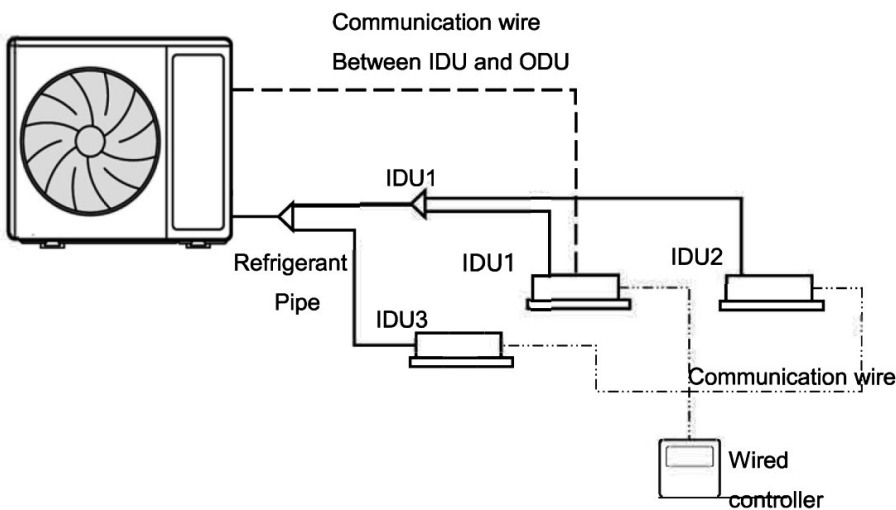 Communication wire
Between IDU and ODU
IDU1
Refrigerant
Pipe
IDU1
IDU2
IDU3
Communication wire
Wired
controller